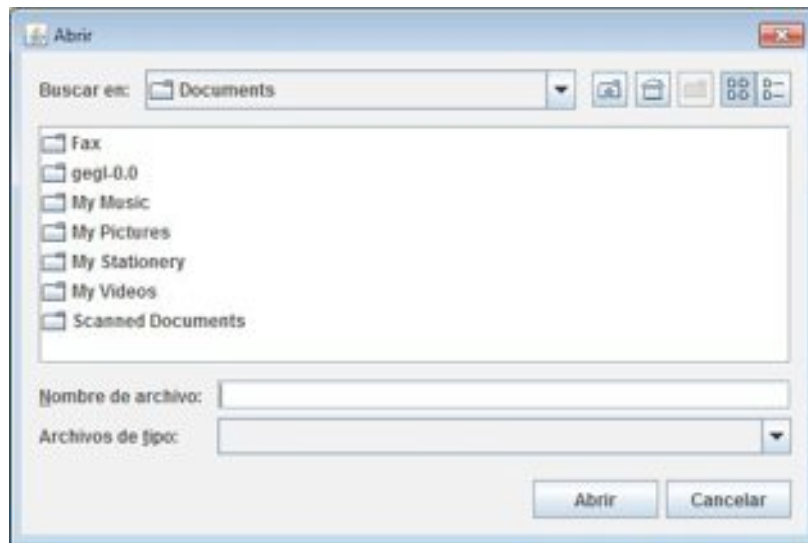 Abrir
Buscar en: Documents
Fax
gegl-0.0
My Music
My Pictures
My Stationery
My Videos
Scanned Documents
Nombre de archivo:
Archivos de tipo:
Abrir Cancelar